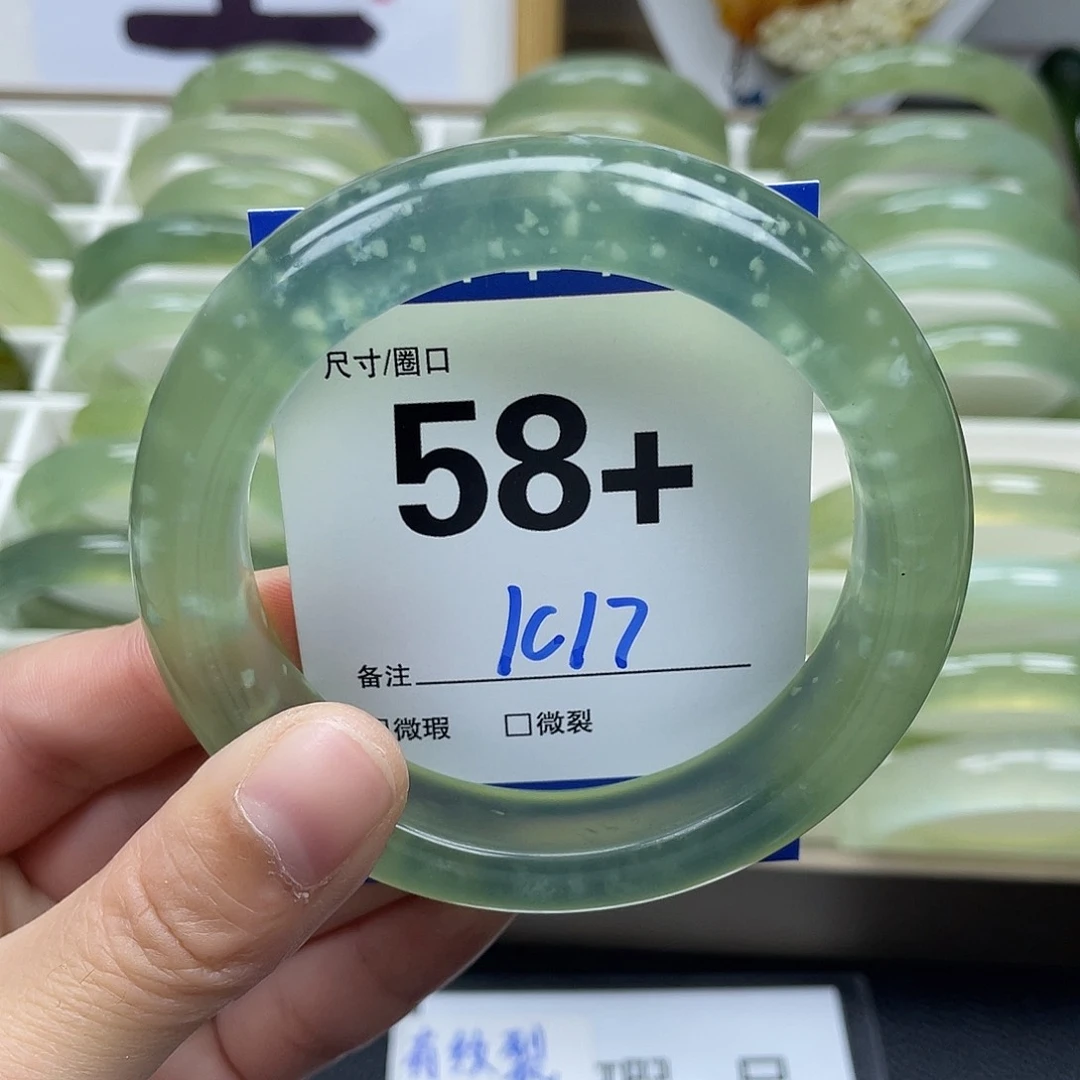 尺寸/圈口
58+
备注 1017
微瑕 □微裂
有纹裂